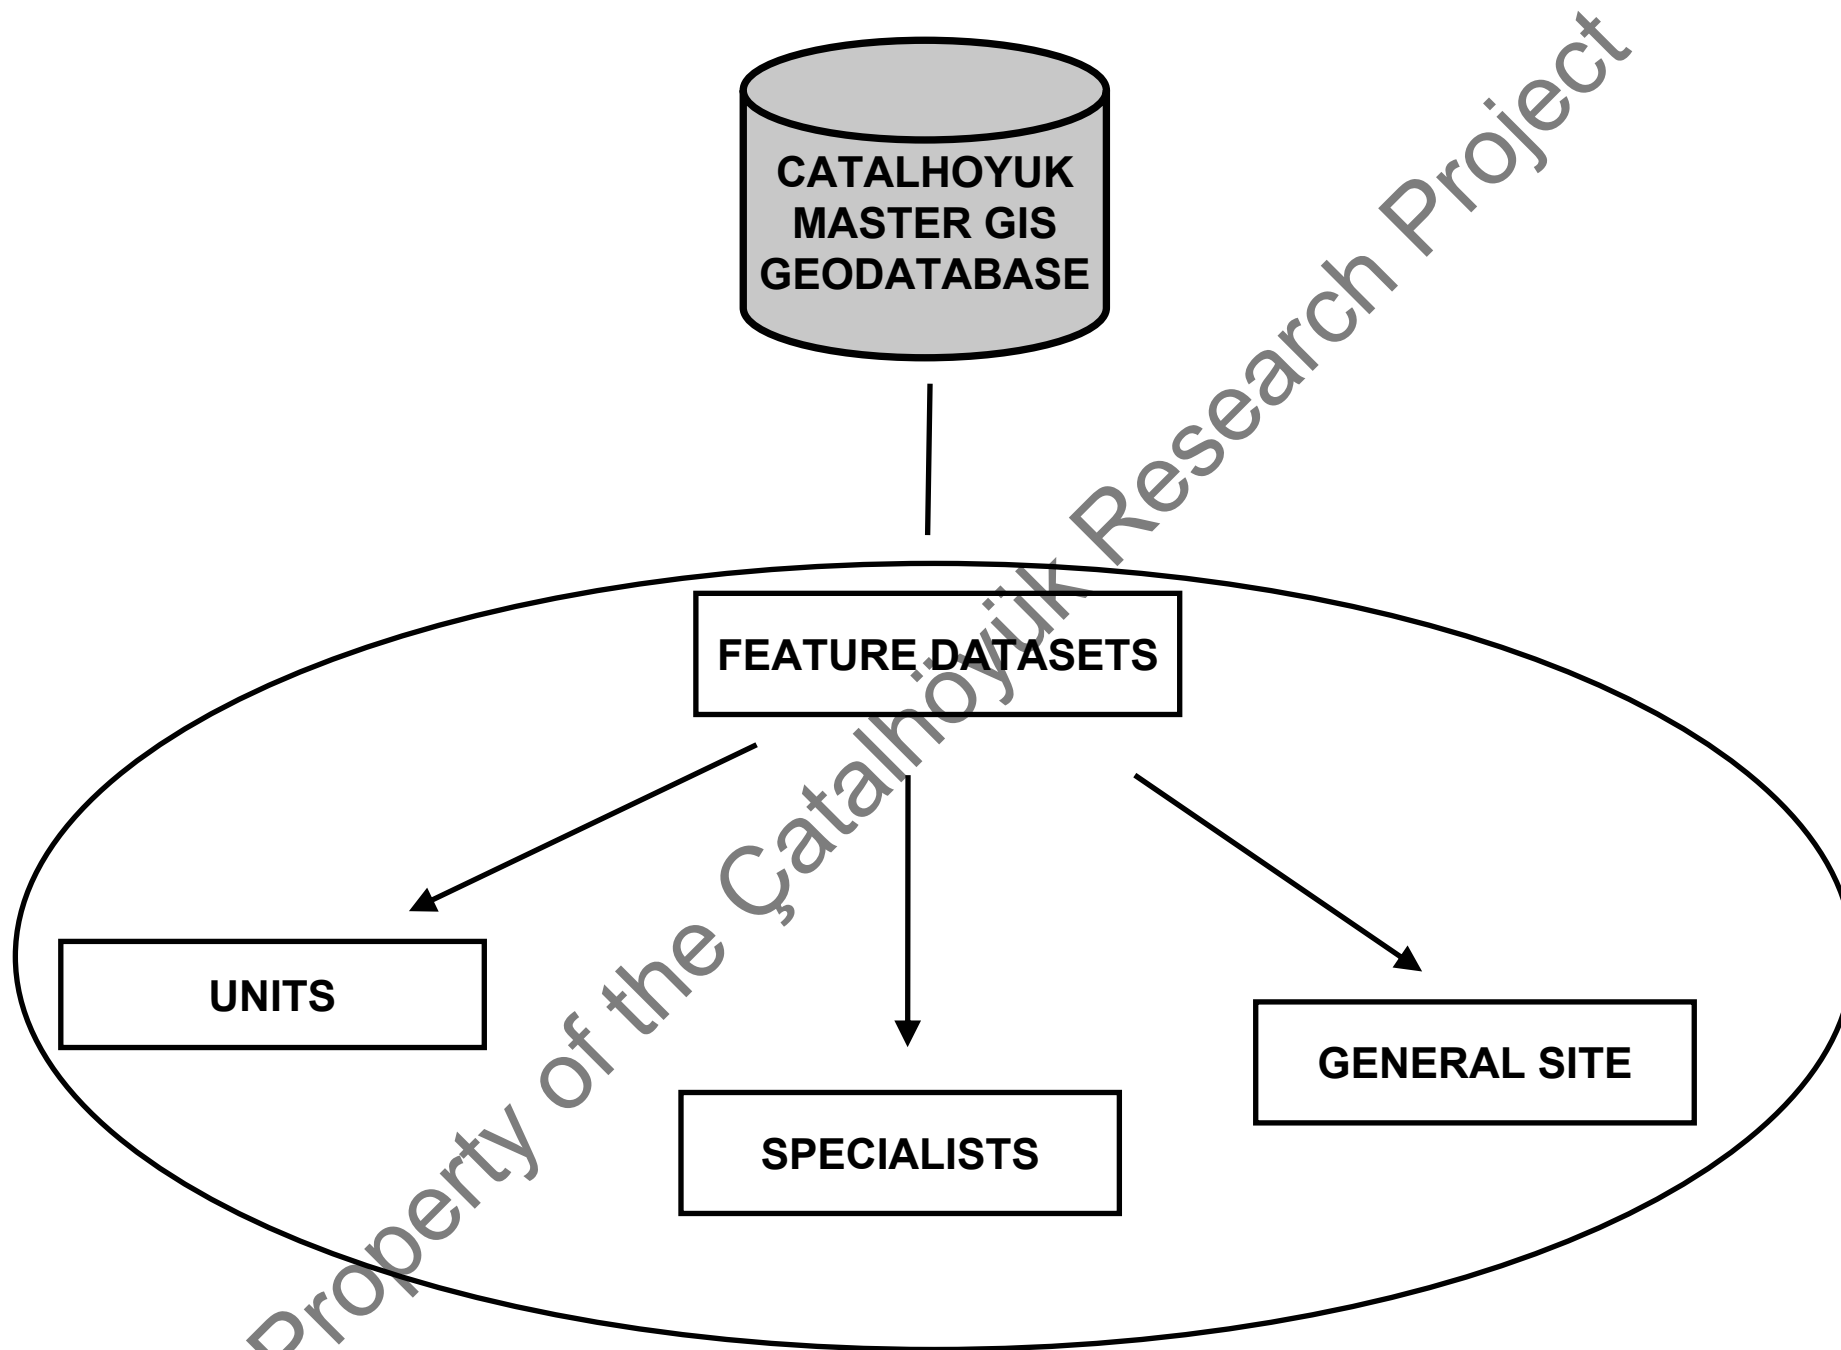 CATALHOYUK
MASTER GIS
GEODATABASE
FEATURE DATASETS
UNITS
GENERAL SITE
SPECIALISTS
Property of the Çatalhöyük Research Project